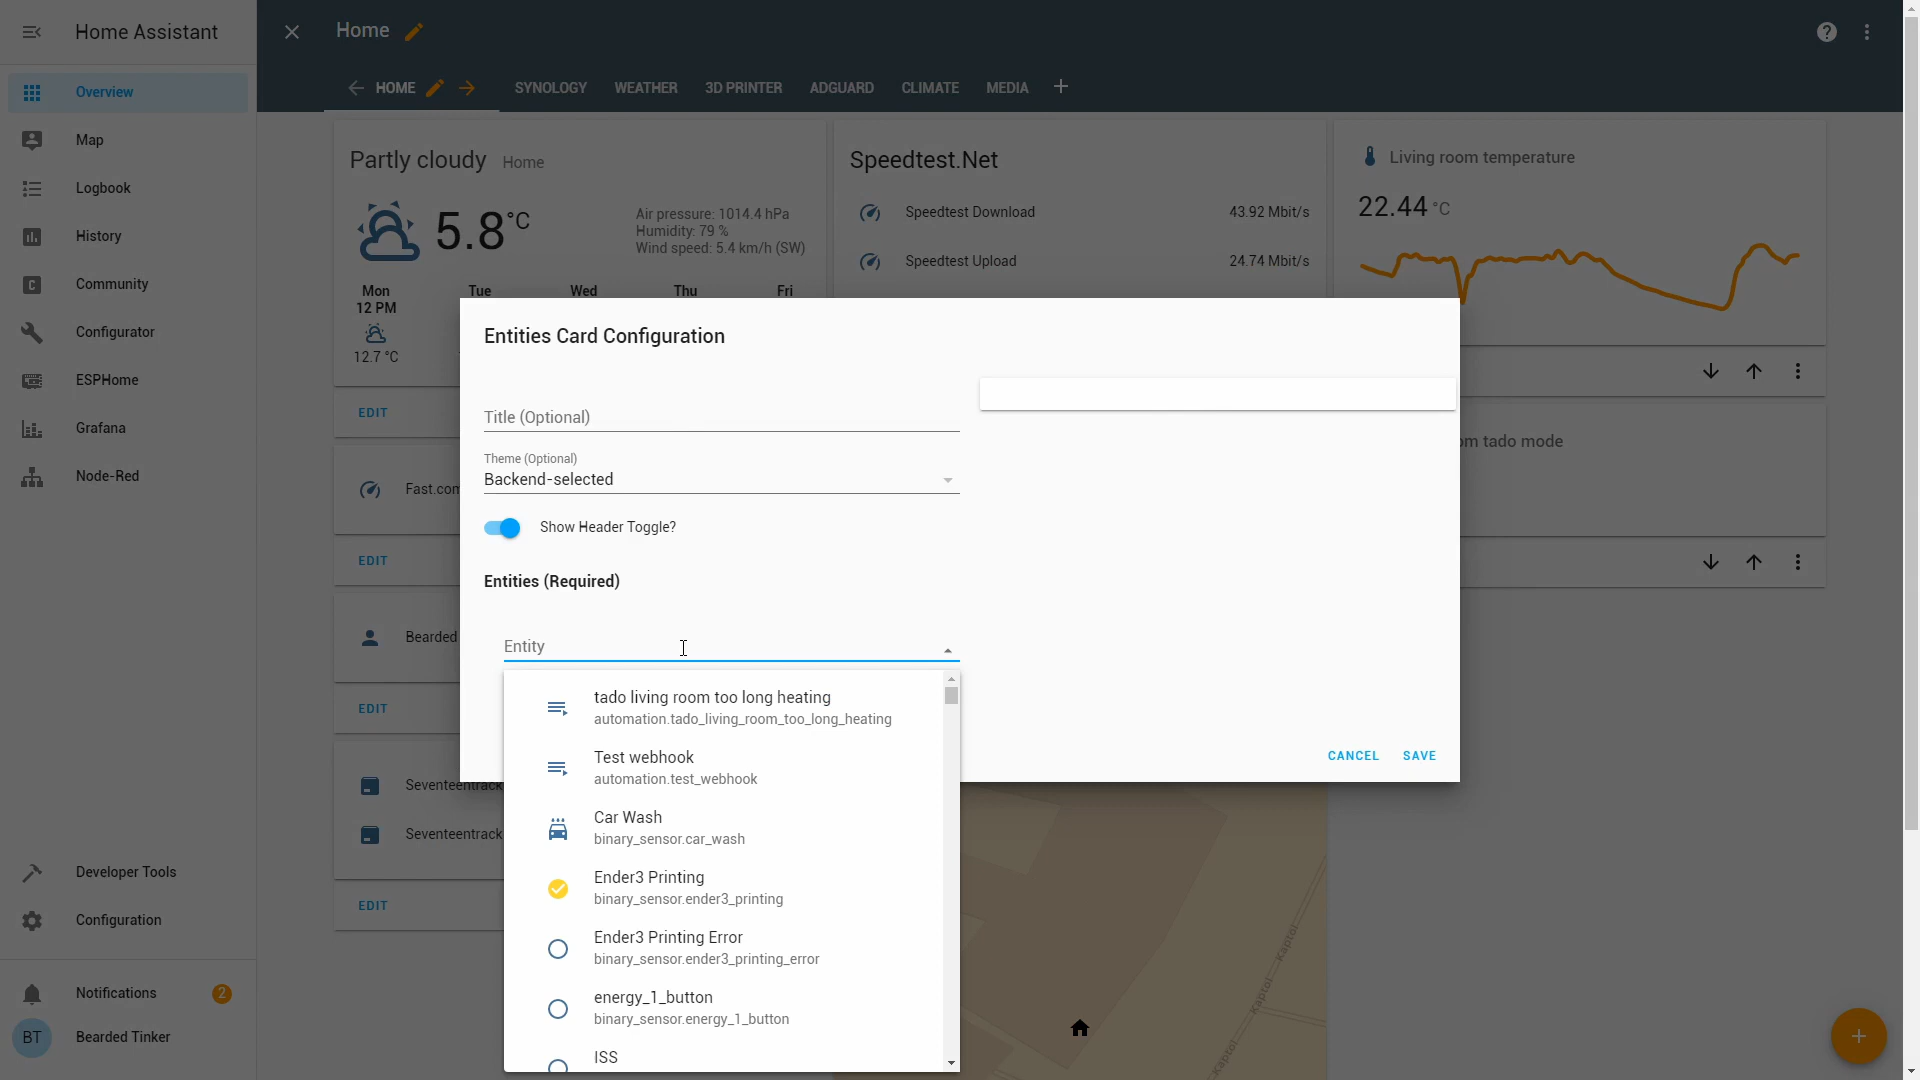 Home Assistant
Overview
Map
Logbook
History
Community
Configurator
ESPHome
Grafana
Node-Red
Developer Tools
Configuration
Notifications
2
BT
Bearded Tinker
Home
HOME
SYNOLOGY
WEATHER
3D PRINTER
ADGUARD
CLIMATE
MEDIA
Partly cloudy Home
5.8 °C
Air pressure: 1014.4 hPa
Humidity: 79 %
Wind speed: 5.4 km/h (SW)
Mon Tue Wed Thu Fri
12 PM
12.7 °C
EDIT
Fast.com
EDIT
Bearded
EDIT
Seventeentrack
Seventeentrack
EDIT
Speedtest.Net
Speedtest Download 43.92 Mbit/s
Speedtest Upload 24.74 Mbit/s
Living room temperature
22.44 °C
om tado mode
Entities Card Configuration
Title (Optional)
Theme (Optional)
Backend-selected
Show Header Toggle?
Entities (Required)
Entity
tado living room too long heating
automation.tado_living_room_too_long_heating
Test webhook
automation.test_webhook
Car Wash
binary_sensor.car_wash
Ender3 Printing
binary_sensor.ender3_printing
Ender3 Printing Error
binary_sensor.ender3_printing_error
energy_1_button
binary_sensor.energy_1_button
ISS
CANCEL
SAVE
Kaptol
Kaptol
Kaptol